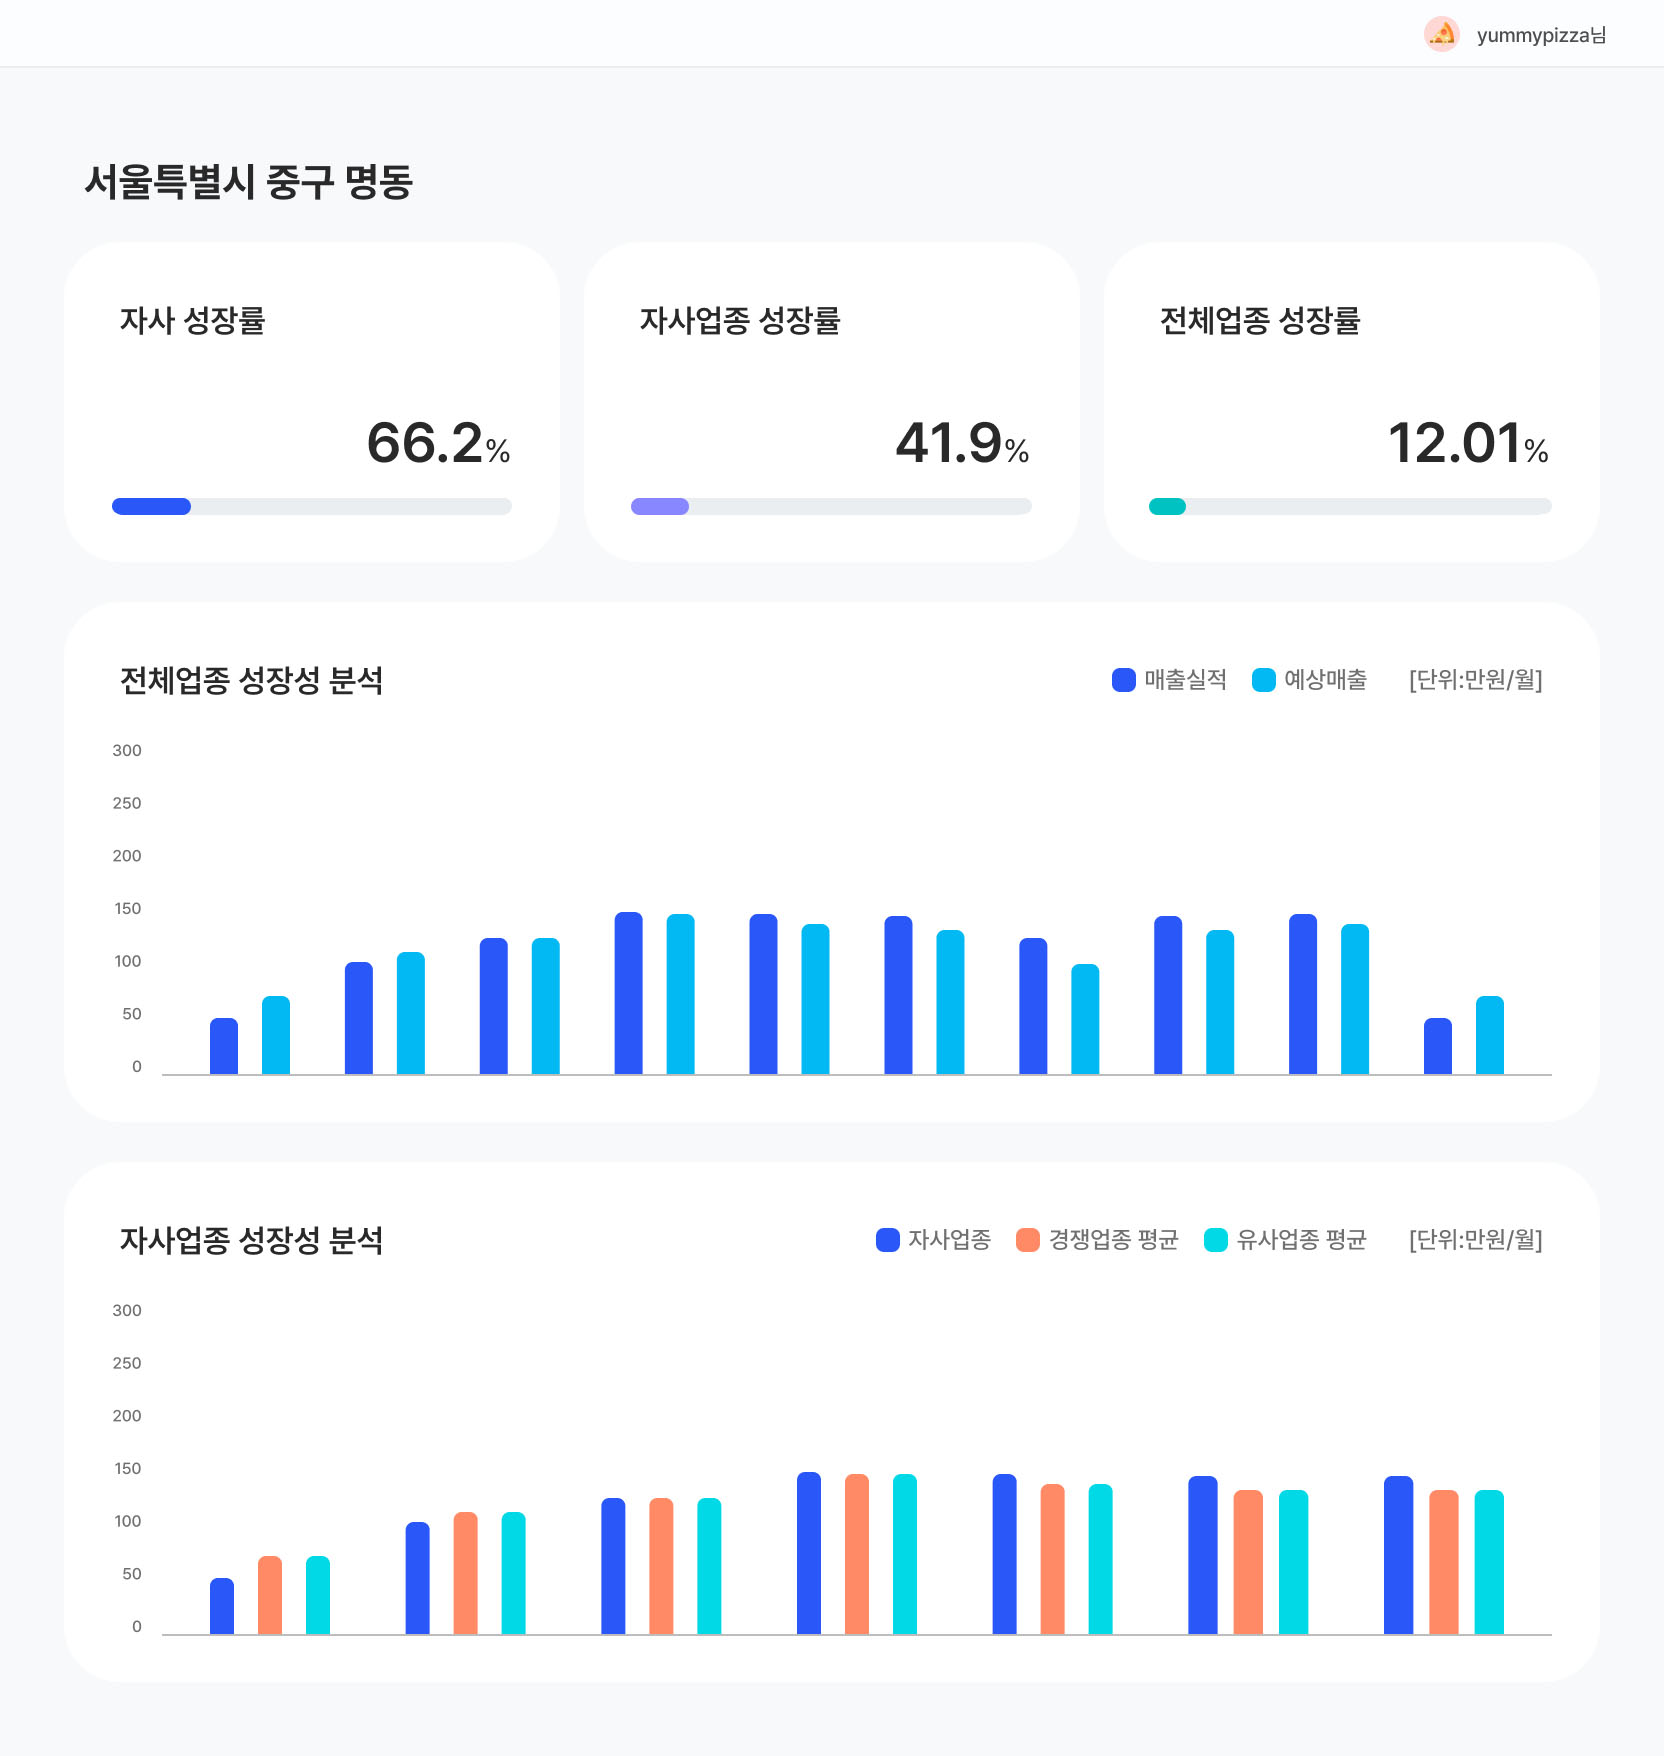 yummypizza님
서울특별시 중구 명동
자사 성장률
66.2%
자사업종 성장률
41.9%
전체업종 성장률
12.01%
전체업종 성장성 분석
매출실적 예상매출 [단위:만원/월]
300
250
200
150
100
50
0
자사업종 성장성 분석
자사업종 경쟁업종 평균 유사업종 평균 [단위:만원/월]
300
250
200
150
100
50
0